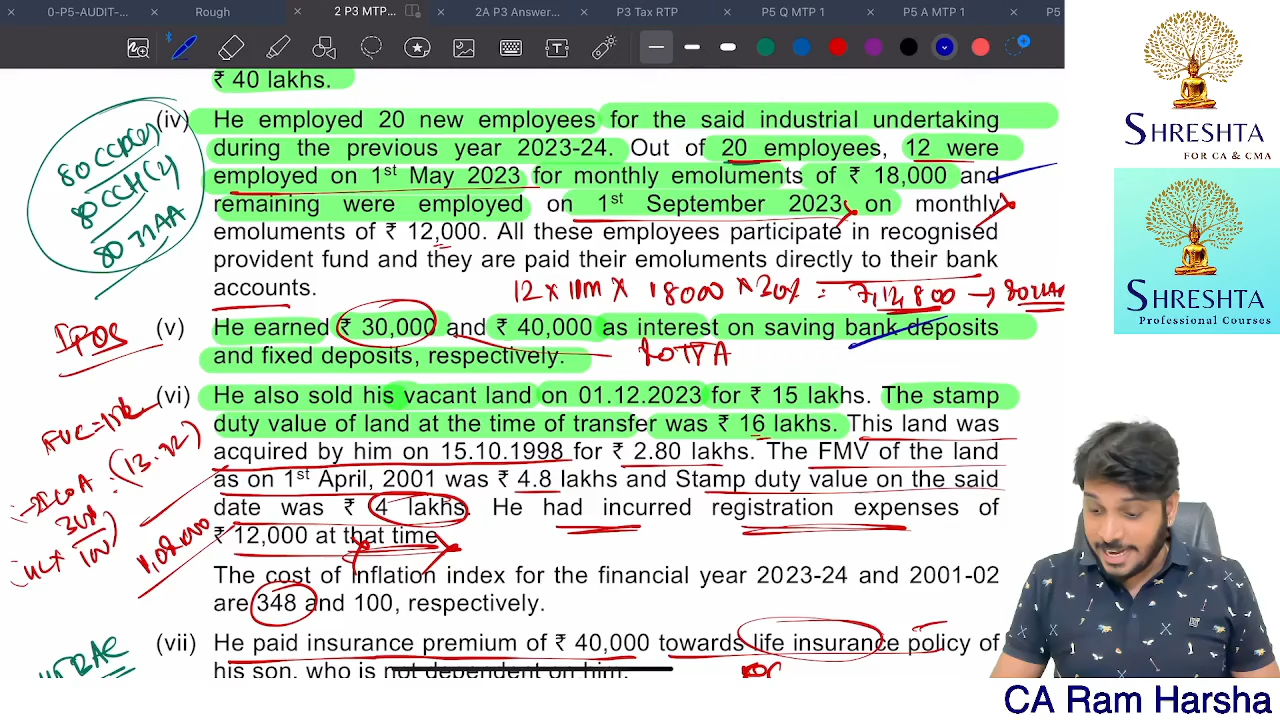 0-P5-AUDIT-...
Rough
2 P3 MTP...
2A P3 Answer...
P3 Tax RTP
P5 Q MTP 1
P5 A MTP 1
P5
₹ 40 lakhs.
(iv) He employed 20 new employees for the said industrial undertaking
during the previous year 2023-24. Out of 20 employees, 12 were
employed on 1st May 2023 for monthly emoluments of ₹ 18,000 and
remaining were employed on 1st September 2023 on monthly
emoluments of ₹ 12,000. All these employees participate in recognised
provident fund and they are paid their emoluments directly to their bank
accounts.
12 x 11m x 18000 x 30% = 7,12,800
(v) He earned ₹ 30,000 and ₹ 40,000 as interest on saving bank deposits
and fixed deposits, respectively.
80TTA
(vi) He also sold his vacant land on 01.12.2023 for ₹ 15 lakhs. The stamp
duty value of land at the time of transfer was ₹ 16 lakhs. This land was
acquired by him on 15.10.1998 for ₹ 2.80 lakhs. The FMV of the land
as on 1st April, 2001 was ₹ 4.8 lakhs and Stamp duty value on the said
date was ₹ 4 lakhs. He had incurred registration expenses of
₹ 12,000 at that time.
The cost of inflation index for the financial year 2023-24 and 2001-02
are 348 and 100, respectively.
(vii) He paid insurance premium of ₹ 40,000 towards life insurance policy of
his son, who is not dependent on him.
IFOS
(13.92)
1,08,000
SHRESHTA
FOR CA & CMA
SHRESHTA
Professional Courses
CA Ram Harsha